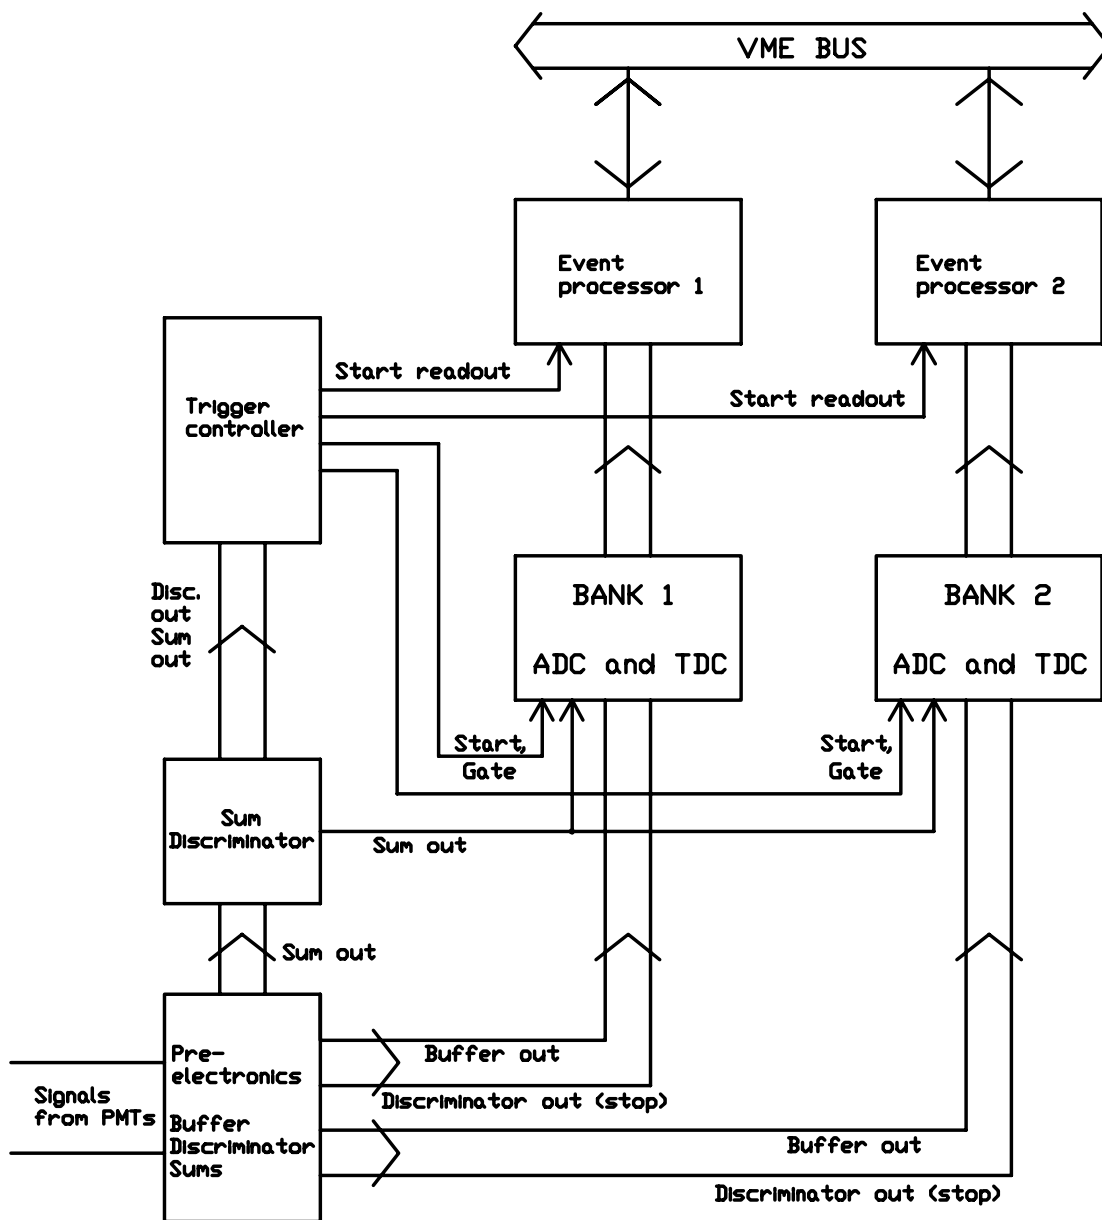 VME BUS
Event
processor 1
Event
processor 2
Start readout
Start readout
Trigger
controller
Disc.
out
Sum
out
BANK 1
ADC and TDC
BANK 2
ADC and TDC
Start,
Gate
Start,
Gate
Sum
Discriminator
Sum out
Sum out
Pre-
electronics
Buffer
Discriminator
Sums
Signals
from PMTs
Buffer out
Discriminator out (stop)
Buffer out
Discriminator out (stop)